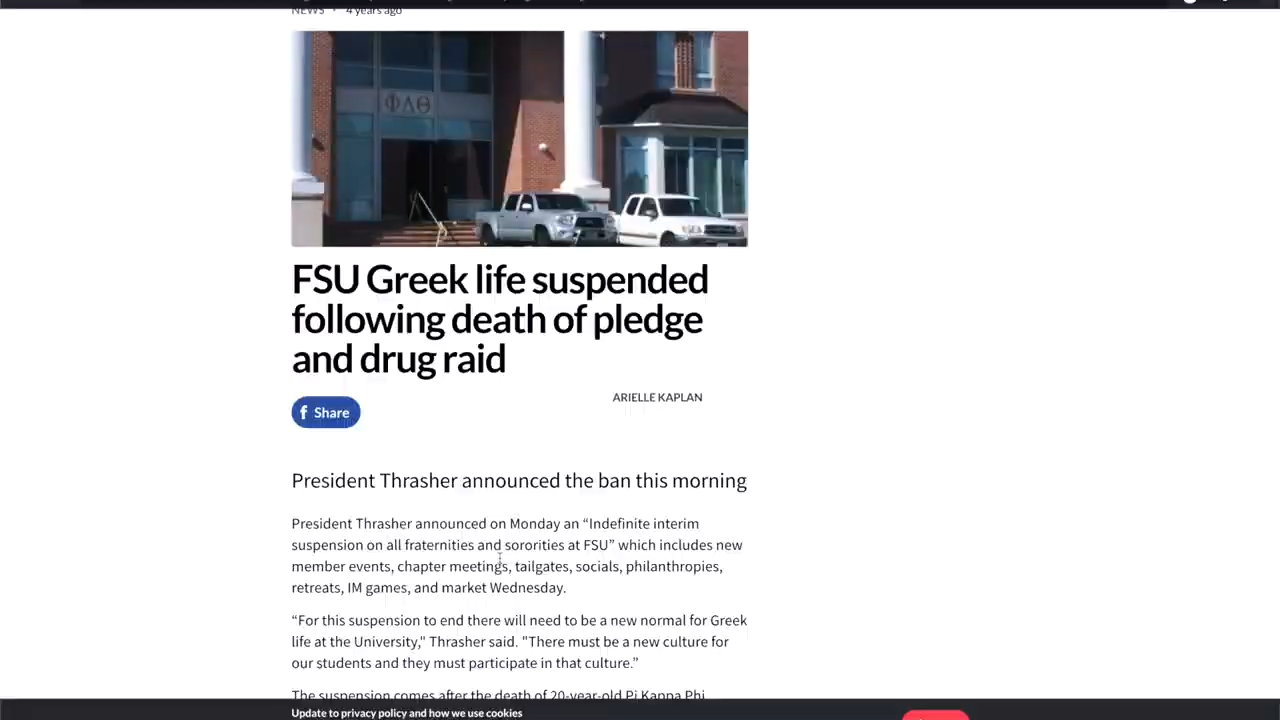 NEWS · 4 years ago
ΦΔΘ
FSU Greek life suspended
following death of pledge
and drug raid
f Share
ARIELLE KAPLAN
President Thrasher announced the ban this morning
President Thrasher announced on Monday an “Indefinite interim
suspension on all fraternities and sororities at FSU” which includes new
member events, chapter meetings, tailgates, socials, philanthropies,
retreats, IM games, and market Wednesday.
“For this suspension to end there will need to be a new normal for Greek
life at the University," Thrasher said. "There must be a new culture for
our students and they must participate in that culture.”
The suspension comes after the death of 20-year-old Pi Kappa Phi
Update to privacy policy and how we use cookies